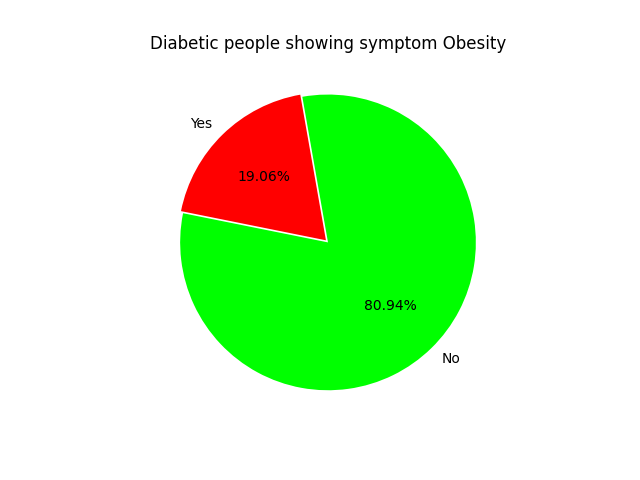 Diabetic people showing symptom Obesity
Yes
19.06%
80.94%
No